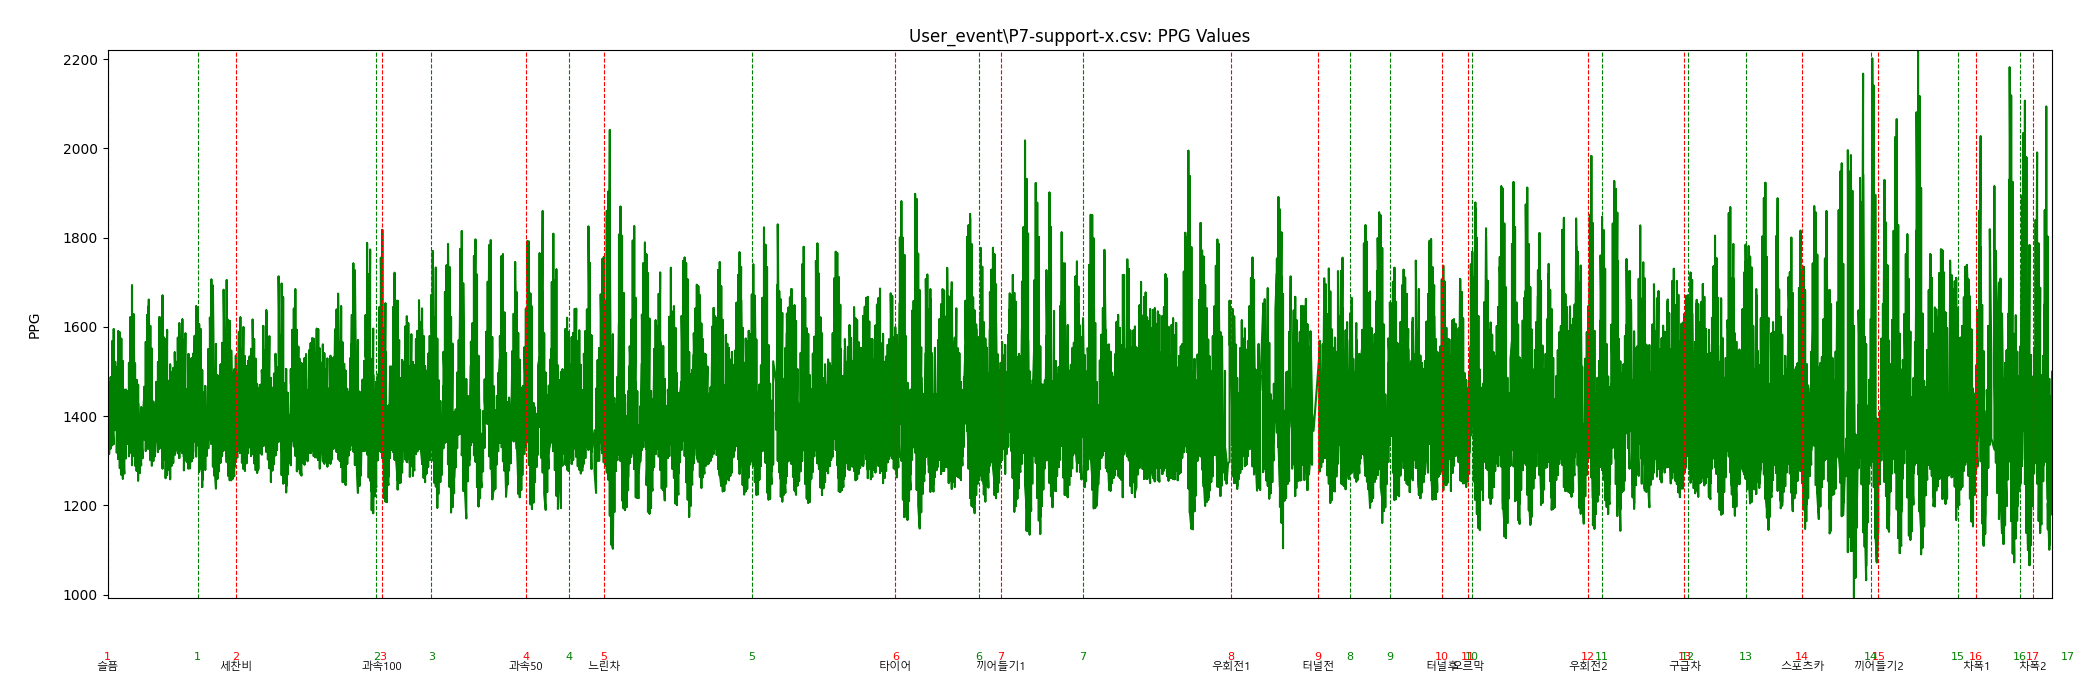 User_event\P7-support-x.csv: PPG Values
2200
2000
1800
1600
1400
1200
1000
PPG
1 1 2 2 3 3 4 4 5 5 6 6 7 7 8 9 8 9 10 11 10 12 11 13 12 13 14 14 15 15 16 16 17 17
슬픔 세찬비 과속100 과속50 느린차 타이어 끼어들기1 우회전1 터널전 터널후 오르막 우회전2 구급차 스포츠카 끼어들기2 차폭1 차폭2